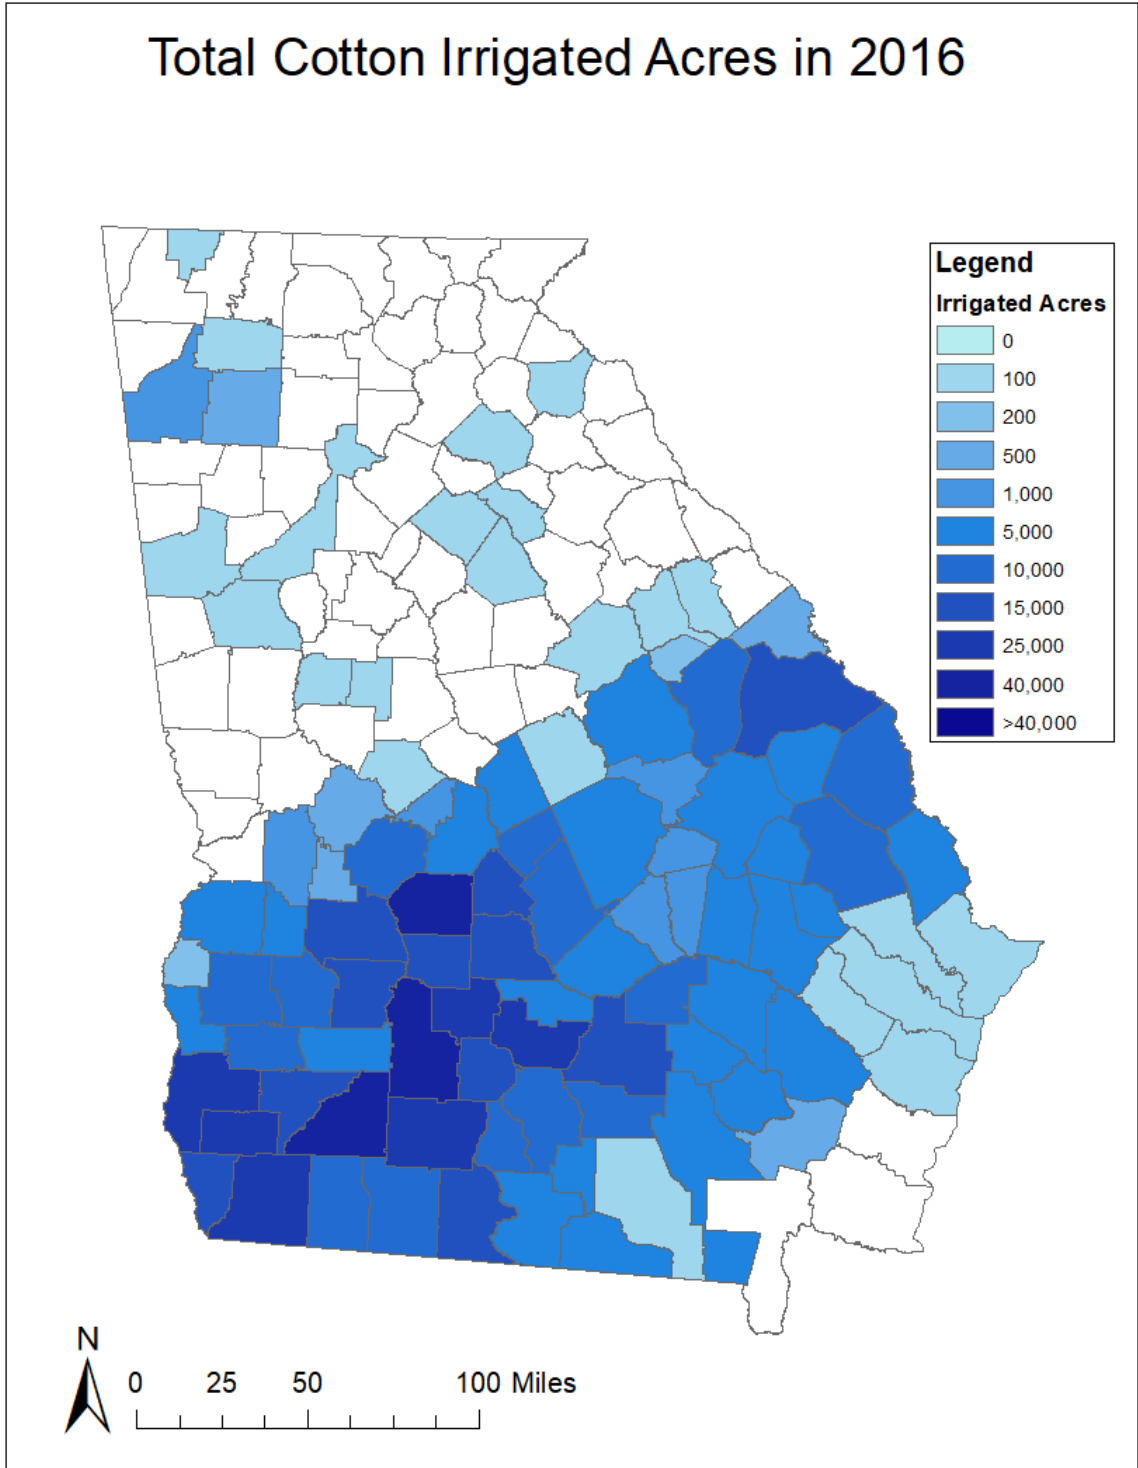 Total Cotton Irrigated Acres in 2016
Legend
Irrigated Acres
0
100
200
500
1,000
5,000
10,000
15,000
25,000
40,000
>40,000
N
0 25 50 100 Miles